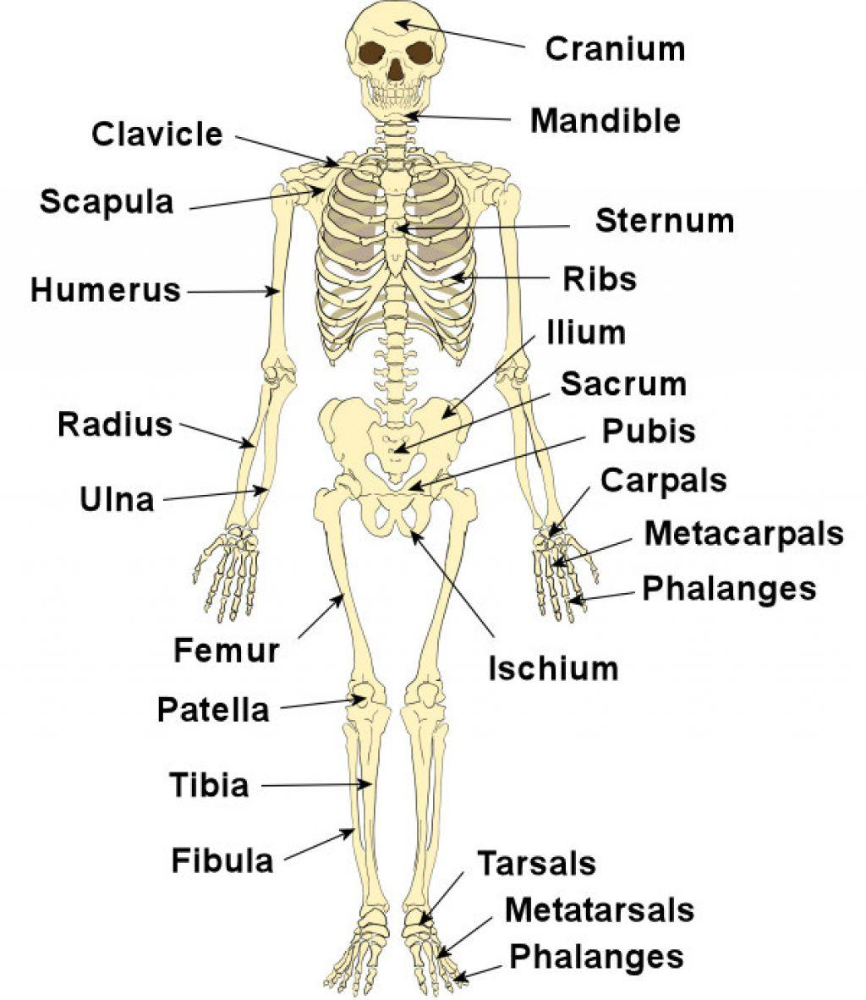 Cranium
Mandible
Clavicle
Scapula
Sternum
Ribs
Humerus
Ilium
Sacrum
Radius
Pubis
Carpals
Ulna
Metacarpals
Phalanges
Femur
Ischium
Patella
Tibia
Fibula
Tarsals
Metatarsals
Phalanges